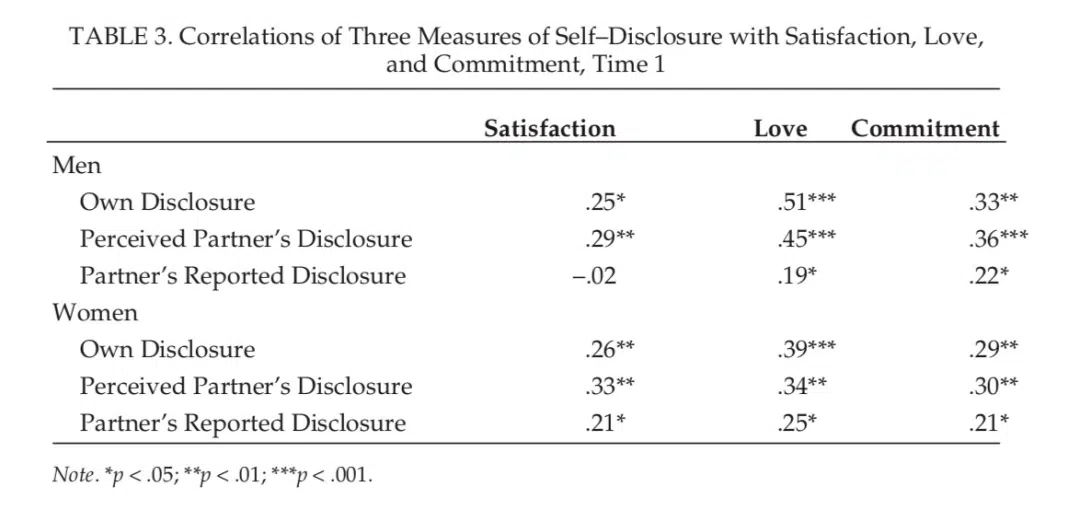 TABLE 3. Correlations of Three Measures of Self–Disclosure with Satisfaction, Love,
and Commitment, Time 1
Satisfaction Love Commitment
Men
Own Disclosure .25* .51*** .33**
Perceived Partner’s Disclosure .29** .45*** .36***
Partner’s Reported Disclosure –.02 .19* .22*
Women
Own Disclosure .26** .39*** .29**
Perceived Partner’s Disclosure .33** .34** .30**
Partner’s Reported Disclosure .21* .25* .21*
Note. *p < .05; **p < .01; ***p < .001.